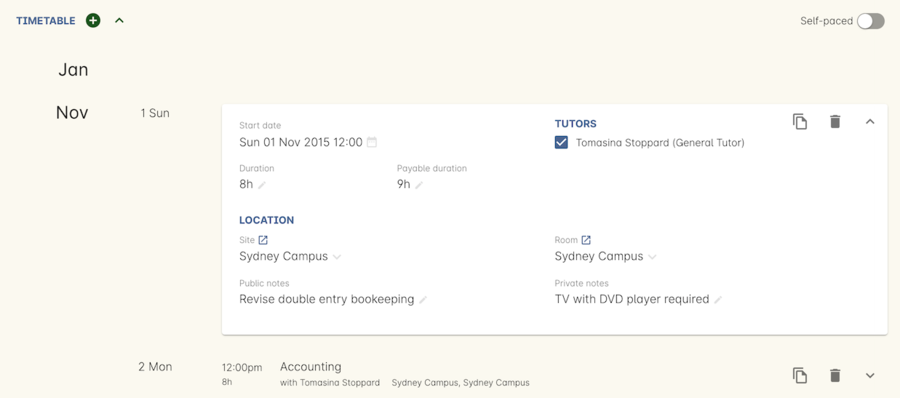 TIMETABLE
Self-paced
Jan
Nov
1 Sun
Start date
Sun 01 Nov 2015 12:00
TUTORS
Tomasina Stoppard (General Tutor)
Duration
8h
Payable duration
9h
LOCATION
Site
Sydney Campus
Room
Sydney Campus
Public notes
Revise double entry bookeeping
Private notes
TV with DVD player required
2 Mon
12:00pm
8h
Accounting
with Tomasina Stoppard Sydney Campus, Sydney Campus